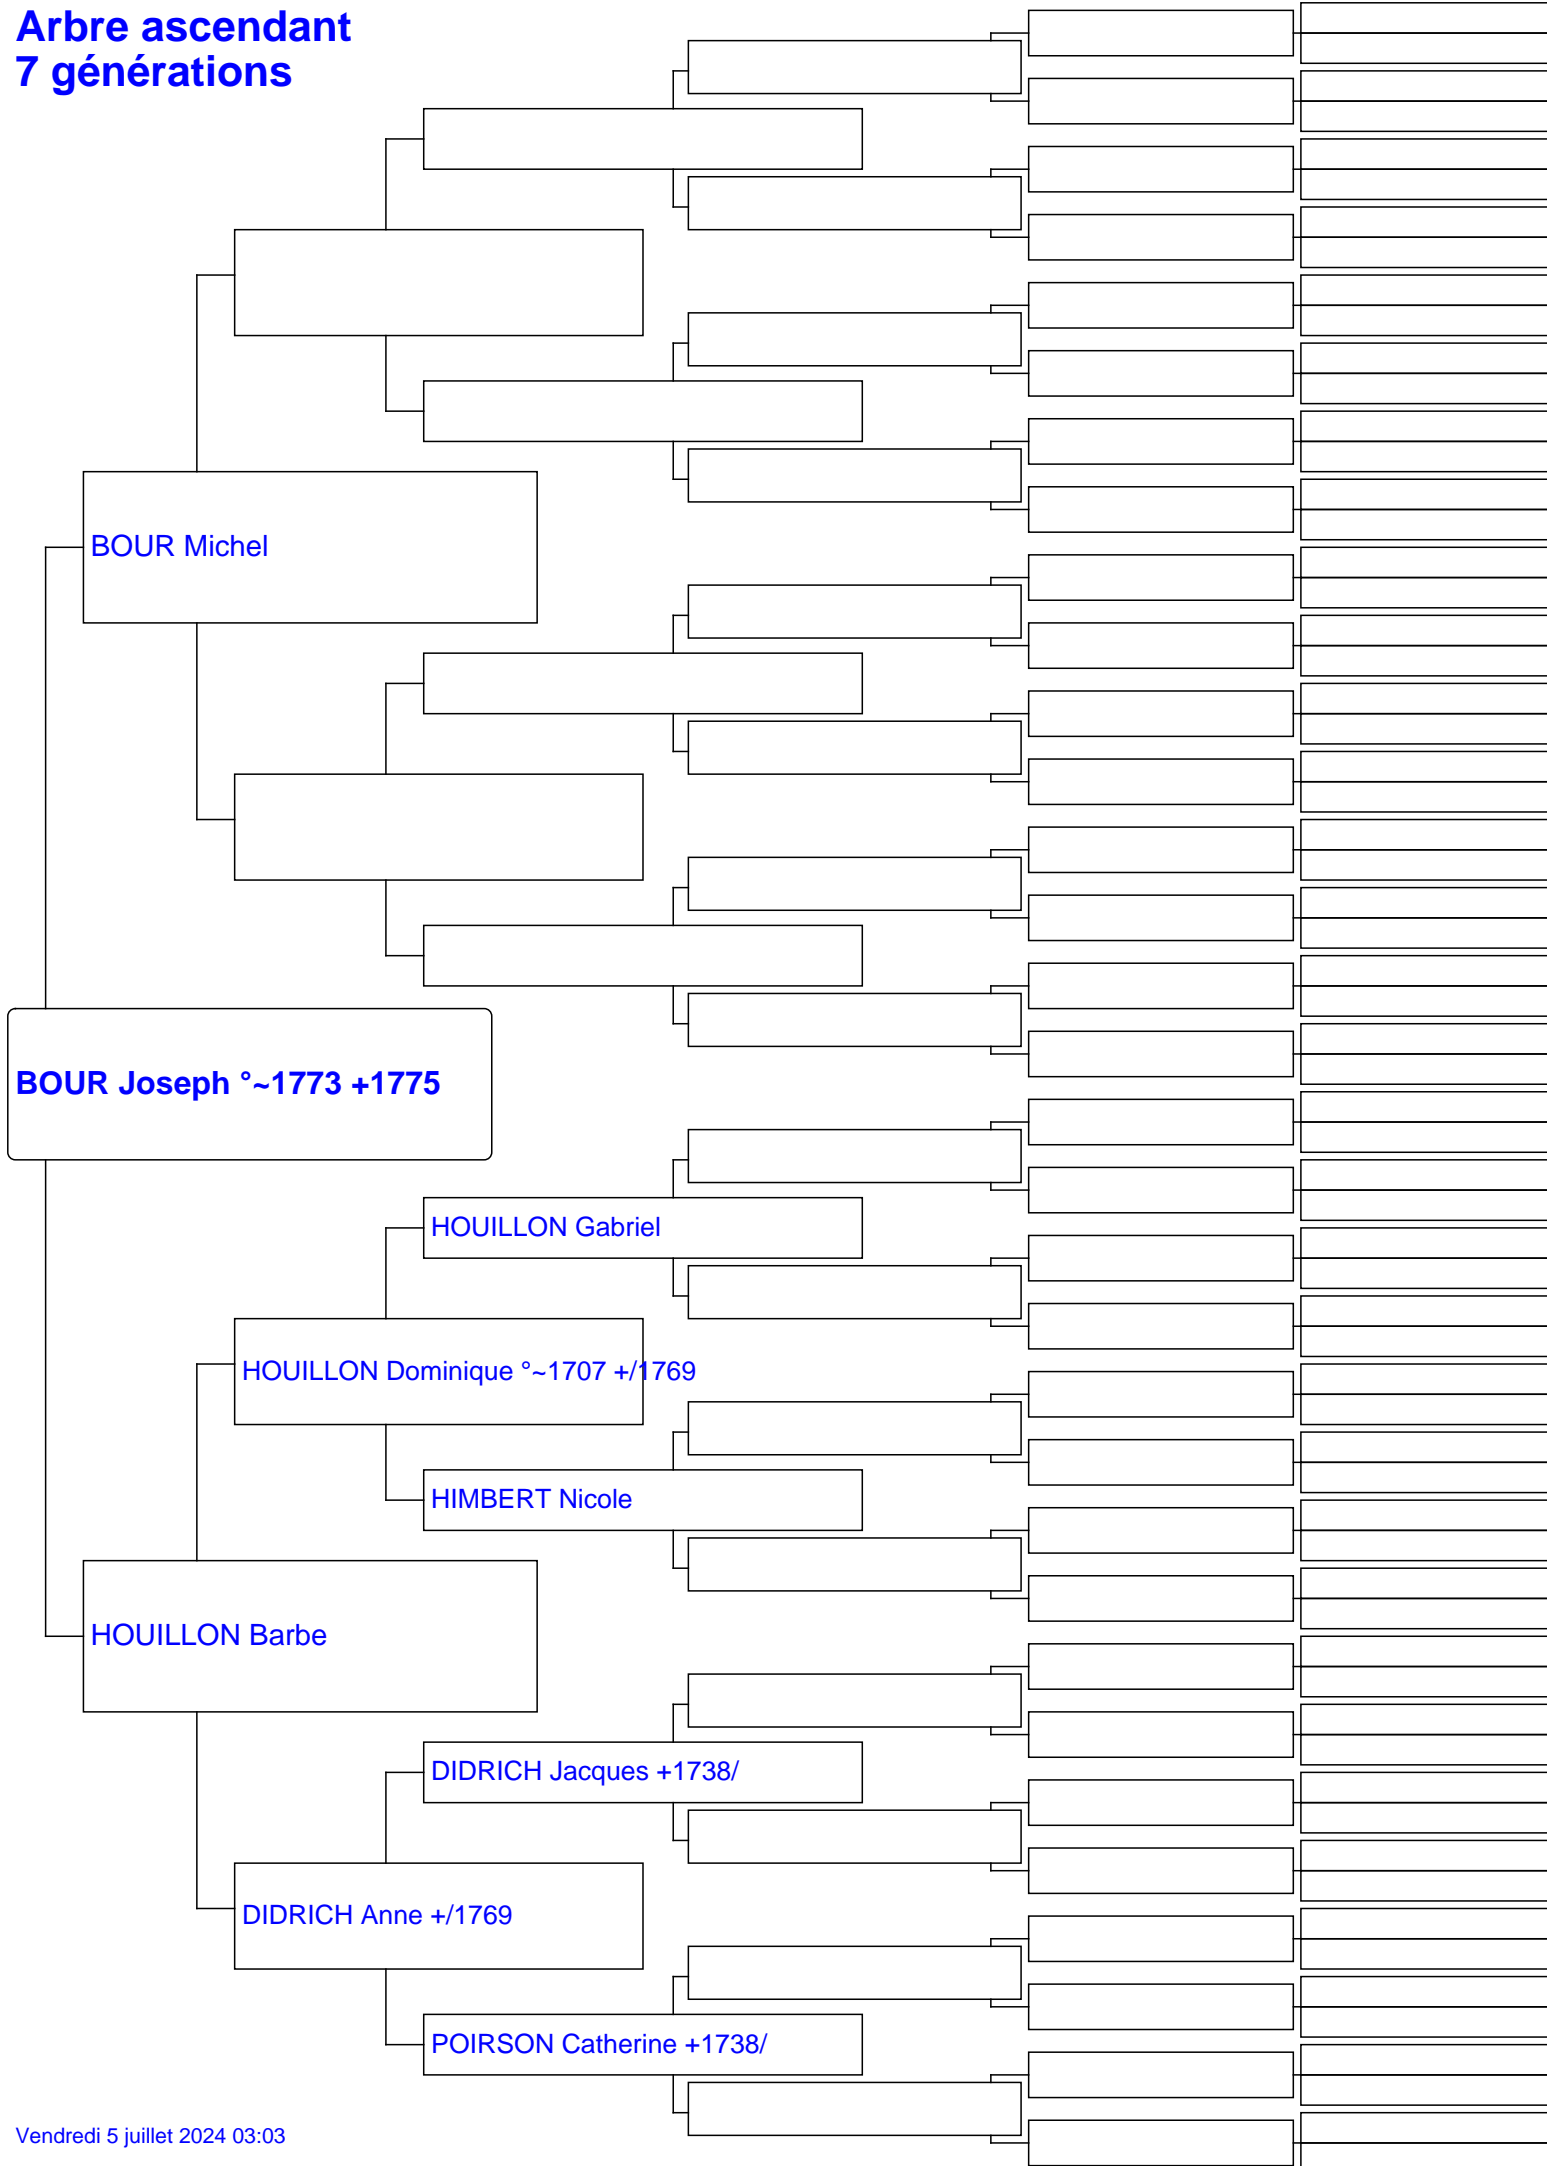 Arbre ascendant
7 générations
BOUR Michel
BOUR Joseph °~1773 +1775
HOUILLON Gabriel
HOUILLON Dominique °~1707 +/1769
HIMBERT Nicole
HOUILLON Barbe
DIDRICH Jacques +1738/
DIDRICH Anne +/1769
POIRSON Catherine +1738/
Vendredi 5 juillet 2024 03:03